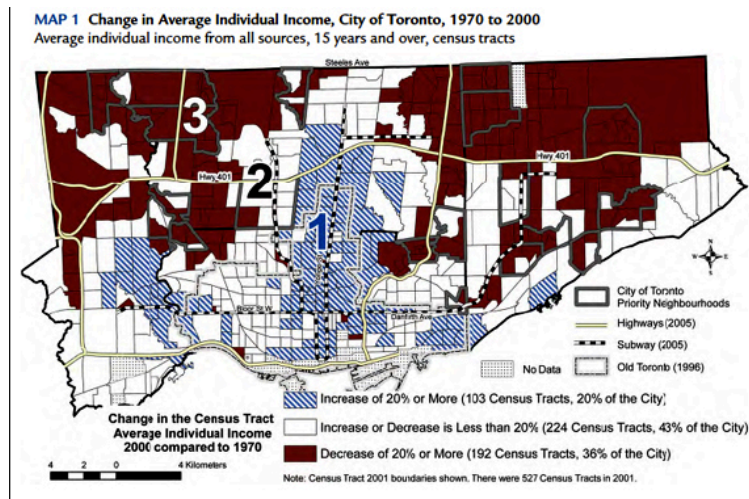 MAP 1 Change in Average Individual Income, City of Toronto, 1970 to 2000
Average individual income from all sources, 15 years and over, census tracts
Steeles Ave
3
Hwy 401
2
Hwy 401
1
Bloor St W
Danforth Ave
N
W
E
S
City of Toronto
Priority Neighbourhoods
Highways (2005)
Subway (2005)
No Data
Old Toronto (1996)
Change in the Census Tract
Average Individual Income
2000 compared to 1970
4 2 0 4 Kilometers
Increase of 20% or More (103 Census Tracts, 20% of the City)
Increase or Decrease is Less than 20% (224 Census Tracts, 43% of the City)
Decrease of 20% or More (192 Census Tracts, 36% of the City)
Note: Census Tract 2001 boundaries shown. There were 527 Census Tracts in 2001.